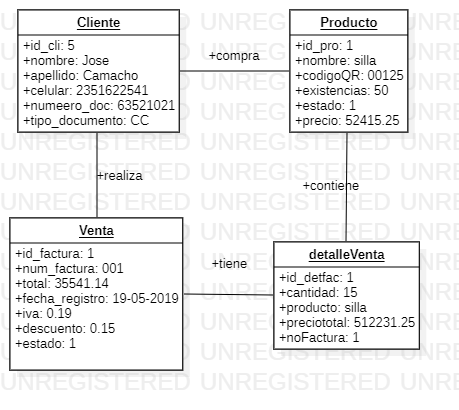 Cliente
+id_cli: 5
+nombre: Jose
+apellido: Camacho
+celular: 2351622541
+numeero_doc: 63521021
+tipo_documento: CC
+compra
Producto
+id_pro: 1
+nombre: silla
+codigoQR: 00125
+existencias: 50
+estado: 1
+precio: 52415.25
+realiza
+contiene
Venta
+id_factura: 1
+num_factura: 001
+total: 35541.14
+fecha_registro: 19-05-2019
+iva: 0.19
+descuento: 0.15
+estado: 1
+tiene
detalleVenta
+id_detfac: 1
+cantidad: 15
+producto: silla
+preciototal: 512231.25
+noFactura: 1
UNREGISTERED